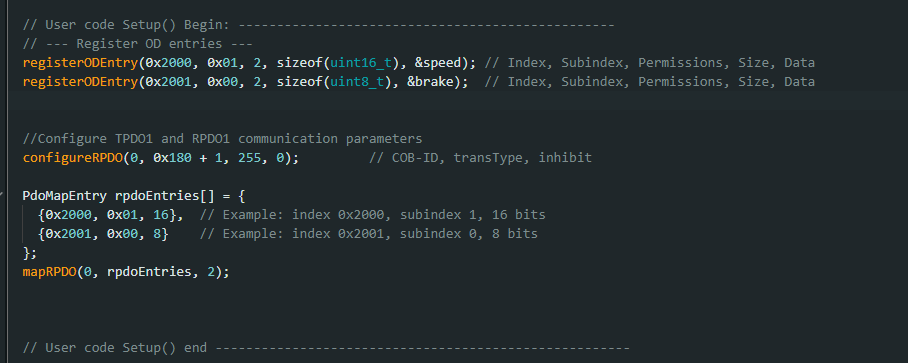 // User code Setup() Begin: -------------------------------------------------
// --- Register OD entries ---
registerODEntry(0x2000, 0x01, 2, sizeof(uint16_t), &speed); // Index, Subindex, Permissions, Size, Data
registerODEntry(0x2001, 0x00, 2, sizeof(uint8_t), &brake);  // Index, Subindex, Permissions, Size, Data
//Configure TPDO1 and RPDO1 communication parameters
configureRPDO(0, 0x180 + 1, 255, 0);         // COB-ID, transType, inhibit
PdoMapEntry rpdoEntries[] = {
  {0x2000, 0x01, 16},  // Example: index 0x2000, subindex 1, 16 bits
  {0x2001, 0x00, 8}    // Example: index 0x2001, subindex 0, 8 bits
};
mapRPDO(0, rpdoEntries, 2);
// User code Setup() end ------------------------------------------------------